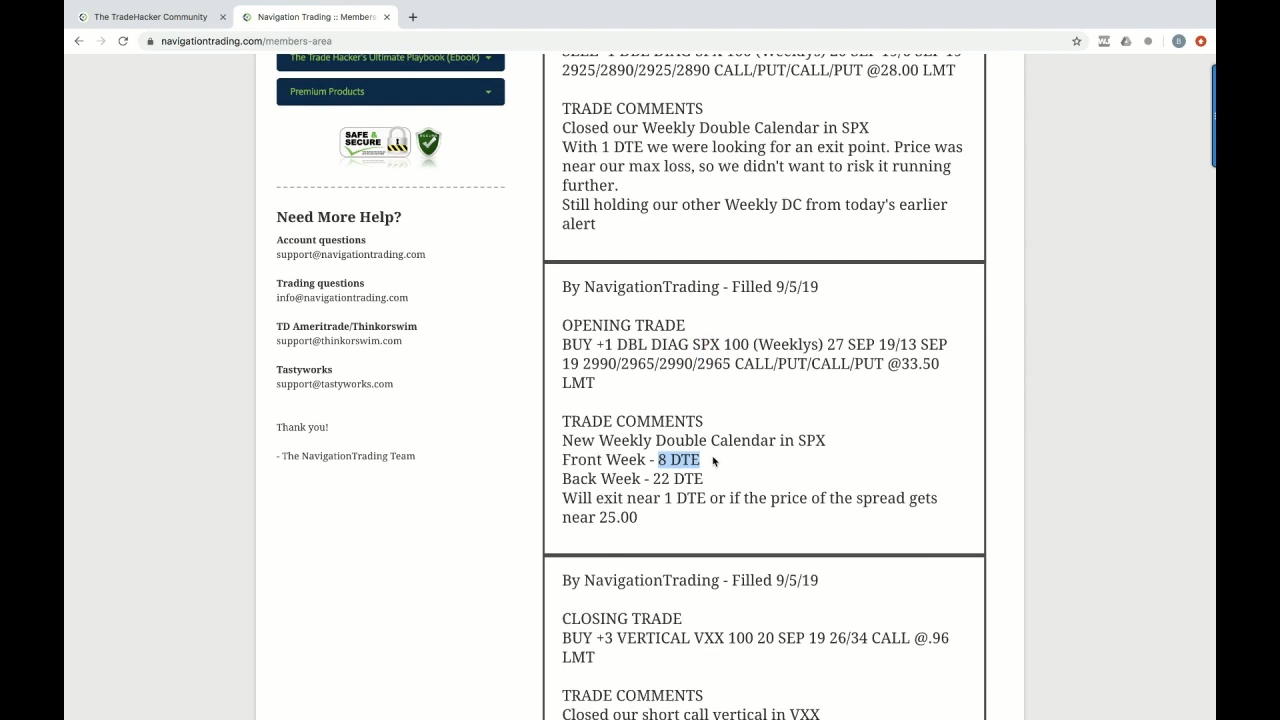 The TradeHacker Community
Navigation Trading :: Members
navigationtrading.com/members-area
The Trade Hacker's Ultimate Playbook (Ebook)
Premium Products
SAFE &
SECURE
Need More Help?
Account questions
support@navigationtrading.com
Trading questions
info@navigationtrading.com
TD Ameritrade/Thinkorswim
support@thinkorswim.com
Tastyworks
support@tastyworks.com
Thank you!
- The NavigationTrading Team
2925/2890/2925/2890 CALL/PUT/CALL/PUT @28.00 LMT
TRADE COMMENTS
Closed our Weekly Double Calendar in SPX
With 1 DTE we were looking for an exit point. Price was
near our max loss, so we didn't want to risk it running
further.
Still holding our other Weekly DC from today's earlier
alert
By NavigationTrading - Filled 9/5/19
OPENING TRADE
BUY +1 DBL DIAG SPX 100 (Weeklys) 27 SEP 19/13 SEP
19 2990/2965/2990/2965 CALL/PUT/CALL/PUT @33.50
LMT
TRADE COMMENTS
New Weekly Double Calendar in SPX
Front Week - 8 DTE
Back Week - 22 DTE
Will exit near 1 DTE or if the price of the spread gets
near 25.00
By NavigationTrading - Filled 9/5/19
CLOSING TRADE
BUY +3 VERTICAL VXX 100 20 SEP 19 26/34 CALL @.96
LMT
TRADE COMMENTS
Closed our short call vertical in VXX